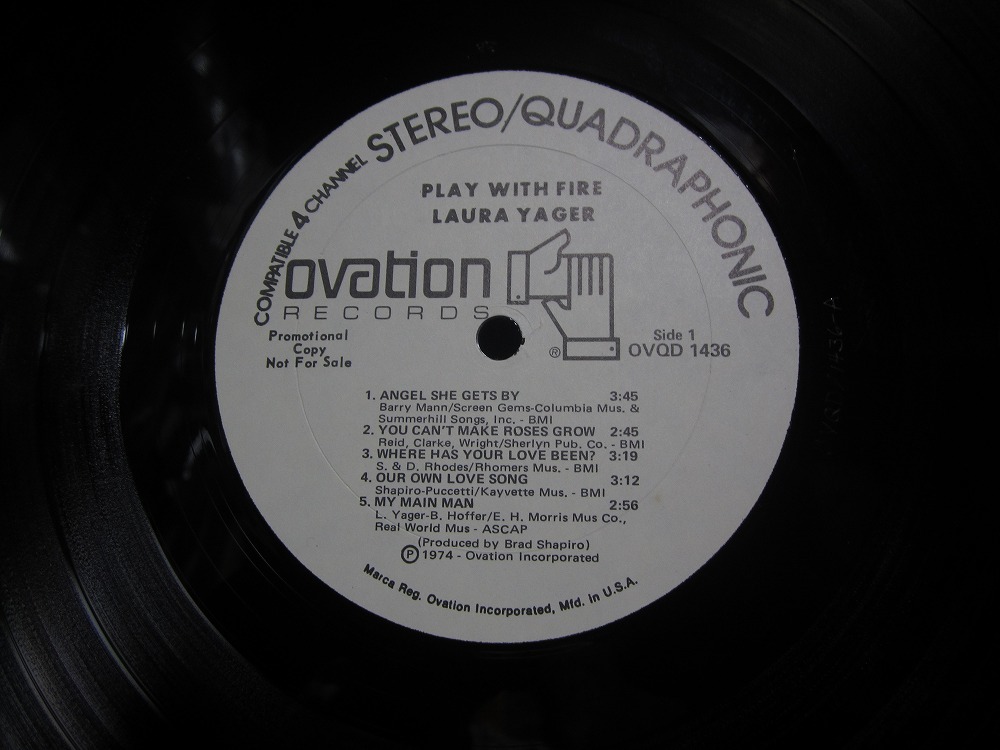 COMPATIBLE 4 CHANNEL STEREO/QUADRAPHONIC
PLAY WITH FIRE
LAURA YAGER
ovation
RECORDS
Promotional
Copy
Not For Sale
®
Side 1
OVQD 1436
1. ANGEL SHE GETS BY 3:45
Barry Mann/Screen Gems-Columbia Mus. &
Summerhill Songs, Inc. - BMI
2. YOU CAN'T MAKE ROSES GROW 2:45
Reid, Clarke, Wright/Sherlyn Pub. Co. - BMI
3. WHERE HAS YOUR LOVE BEEN? 3:19
S. & D. Rhodes/Rhomers Mus. - BMI
4. OUR OWN LOVE SONG 3:12
Shapiro-Puccetti/Kayvette Mus. - BMI
5. MY MAIN MAN 2:56
L. Yager-B. Hoffer/E. H. Morris Mus Co.,
Real World Mus - ASCAP
(Produced by Brad Shapiro)
Ⓟ 1974 - Ovation Incorporated
Marca Reg. Ovation Incorporated, Mfd. in U.S.A.